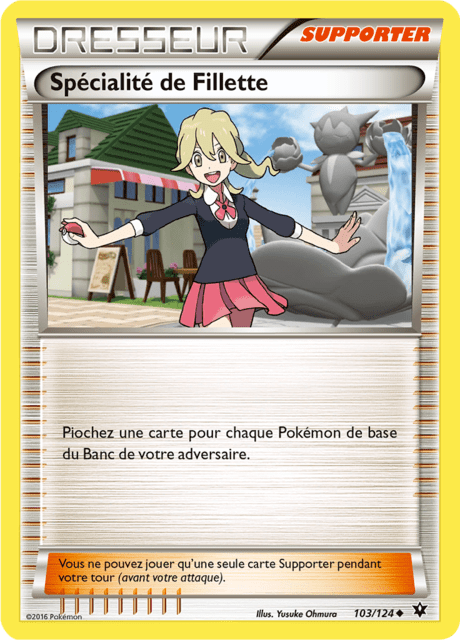 DRESSEUR
SUPPORTER
Spécialité de Fillette
Piochez une carte pour chaque Pokémon de base
du Banc de votre adversaire.
Vous ne pouvez jouer qu'une seule carte Supporter pendant
votre tour (avant votre attaque).
©2016 Pokémon
Illus. Yusuke Ohmura
103/124